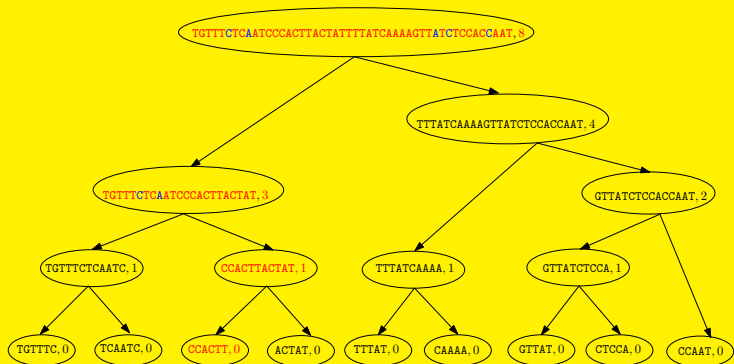 TGTTTCTCAATCCCACTTACTATTTTATCAAAAGTTATCTCCACCAAT, 8
TTTATCAAAAGTTATCTCCACCAAT, 4
TGTTTCTCAATCCCACTTACTAT, 3
GTTATCTCCACCAAT, 2
TGTTTCTCAATC, 1
CCACTTACTAT, 1
TTTATCAAAA, 1
GTTATCTCCA, 1
TGTTTC, 0
TCAATC, 0
CCACTT, 0
ACTAT, 0
TTTAT, 0
CAAAA, 0
GTTAT, 0
CTCCA, 0
CCAAT, 0